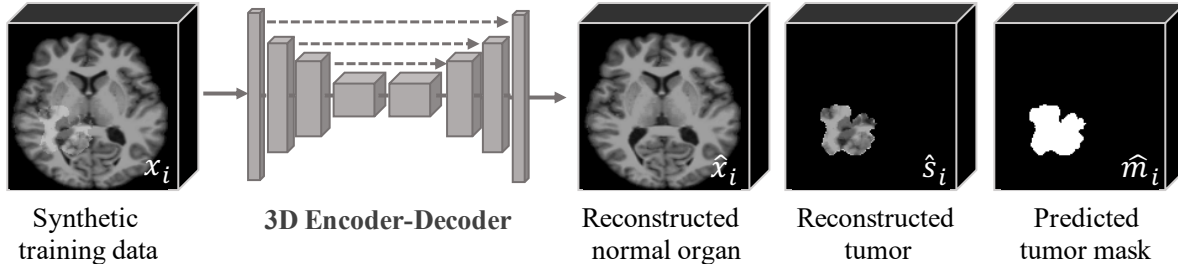 x_i
x̂_i
ŝ_i
m̂_i
Synthetic
training data
3D Encoder-Decoder
Reconstructed
normal organ
Reconstructed
tumor
Predicted
tumor mask